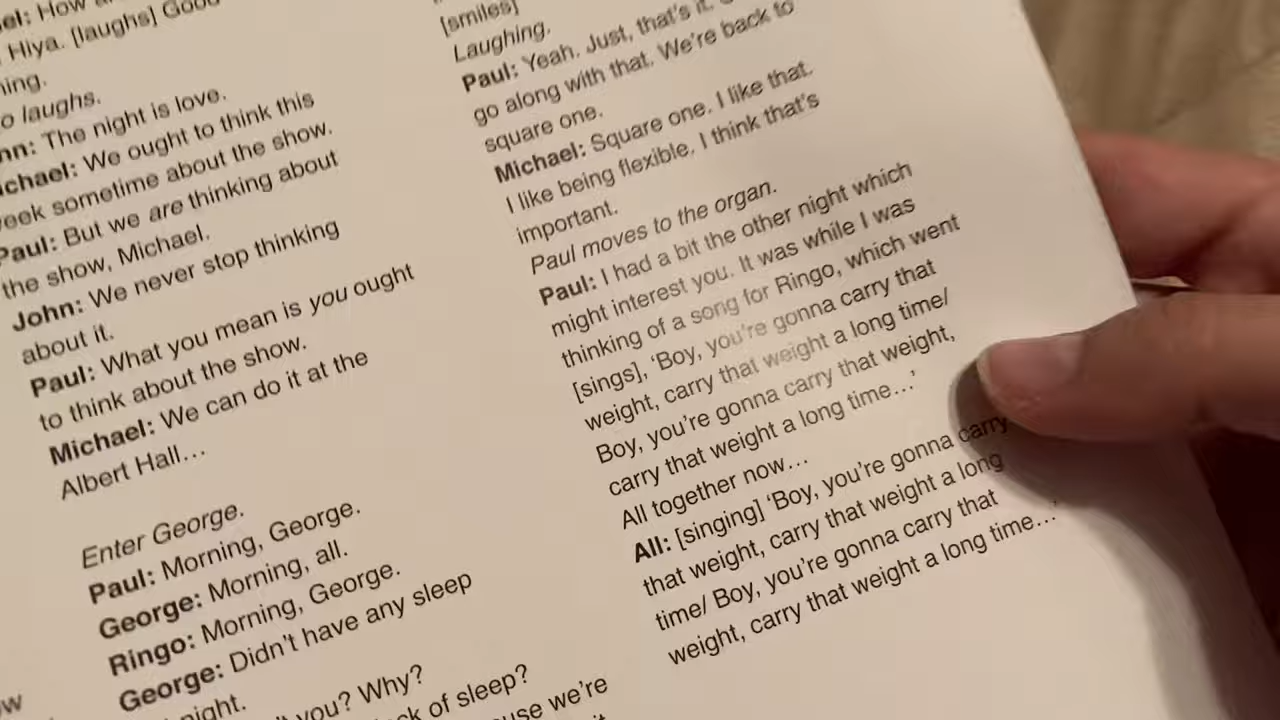 How
Hiya. [laughs] Good
laughs.
The night is love.
We ought to think this
sometime about the show.
Paul: But we are thinking about
the show, Michael.
John: We never stop thinking
about it.
Paul: What you mean is you ought
to think about the show.
Michael: We can do it at the
Albert Hall…
Enter George.
Paul: Morning, George.
George: Morning, all.
Ringo: Morning, George.
George: Didn't have any sleep
night.
you? Why?
of sleep?
we're
[smiles]
Laughing.
Paul: Yeah. Just, that's it.
go along with that. We're back to
square one.
Michael: Square one. I like that.
I like being flexible. I think that's
important.
Paul moves to the organ.
Paul: I had a bit the other night which
might interest you. It was while I was
thinking of a song for Ringo, which went
[sings], 'Boy, you're gonna carry that
weight, carry that weight a long time/
Boy, you're gonna carry that weight,
carry that weight a long time…'
All together now…
All: [singing] 'Boy, you're gonna carry
that weight, carry that weight a long
time/ Boy, you're gonna carry that
weight, carry that weight a long time…'